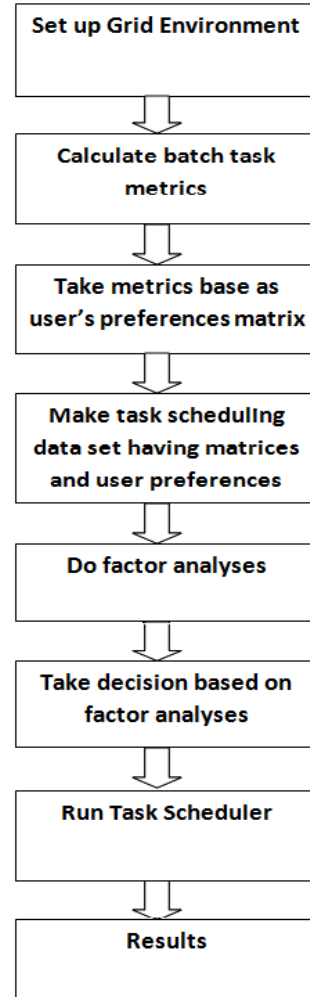 Set up Grid Environment
Calculate batch task
metrics
Take metrics base as
user's preferences matrix
Make task scheduling
data set having matrices
and user preferences
Do factor analyses
Take decision based on
factor analyses
Run Task Scheduler
Results